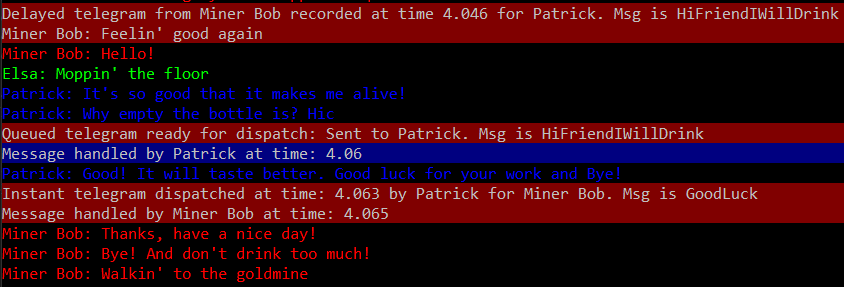 Delayed telegram from Miner Bob recorded at time 4.046 for Patrick. Msg is HiFriendIWillDrink
Miner Bob: Feelin' good again
Miner Bob: Hello!
Elsa: Moppin' the floor
Patrick: It's so good that it makes me alive!
Patrick: Why empty the bottle is? Hic
Queued telegram ready for dispatch: Sent to Patrick. Msg is HiFriendIWillDrink
Message handled by Patrick at time: 4.06
Patrick: Good! It will taste better. Good luck for your work and Bye!
Instant telegram dispatched at time: 4.063 by Patrick for Miner Bob. Msg is GoodLuck
Message handled by Miner Bob at time: 4.065
Miner Bob: Thanks, have a nice day!
Miner Bob: Bye! And don't drink too much!
Miner Bob: Walkin' to the goldmine